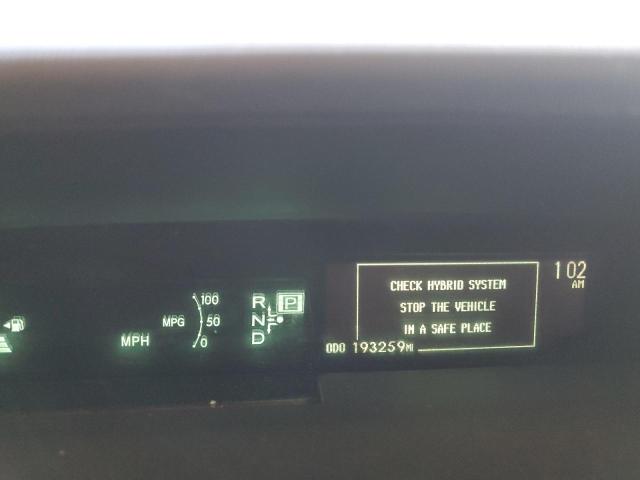 102
AM
CHECK HYBRID SYSTEM
STOP THE VEHICLE
IN A SAFE PLACE
ODO 193259MI
100
MPG 50
0
MPH
R P
N
D